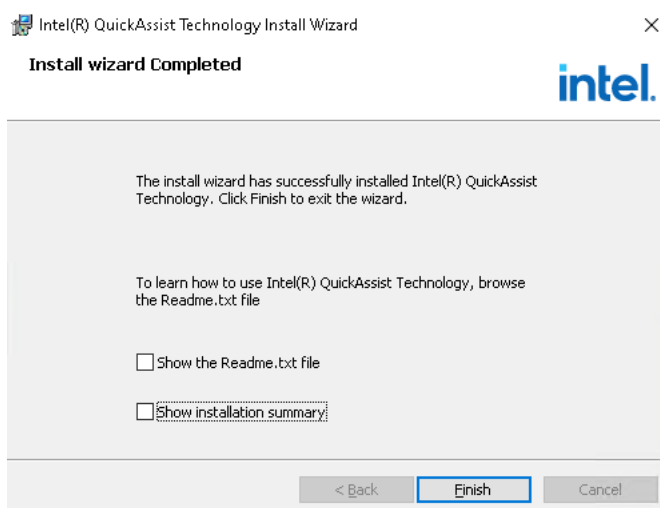 Intel(R) QuickAssist Technology Install Wizard
Install wizard Completed
intel.
The install wizard has successfully installed Intel(R) QuickAssist
Technology. Click Finish to exit the wizard.
To learn how to use Intel(R) QuickAssist Technology, browse
the Readme.txt file
Show the Readme.txt file
Show installation summary
< Back
Finish
Cancel